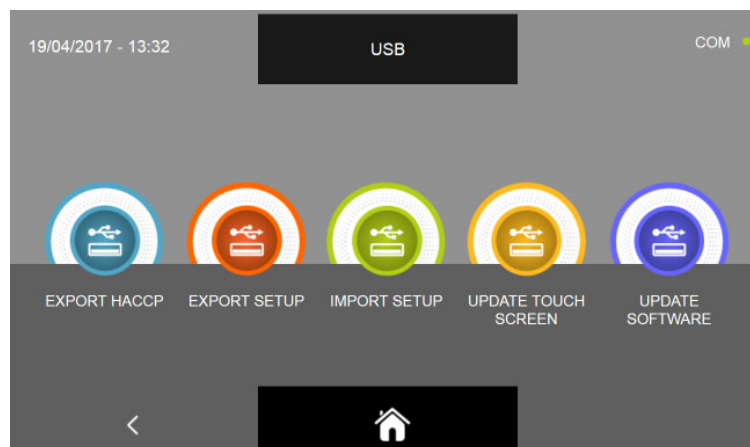 19/04/2017 - 13:32
USB
COM
EXPORT HACCP
EXPORT SETUP
IMPORT SETUP
UPDATE TOUCH
SCREEN
UPDATE
SOFTWARE